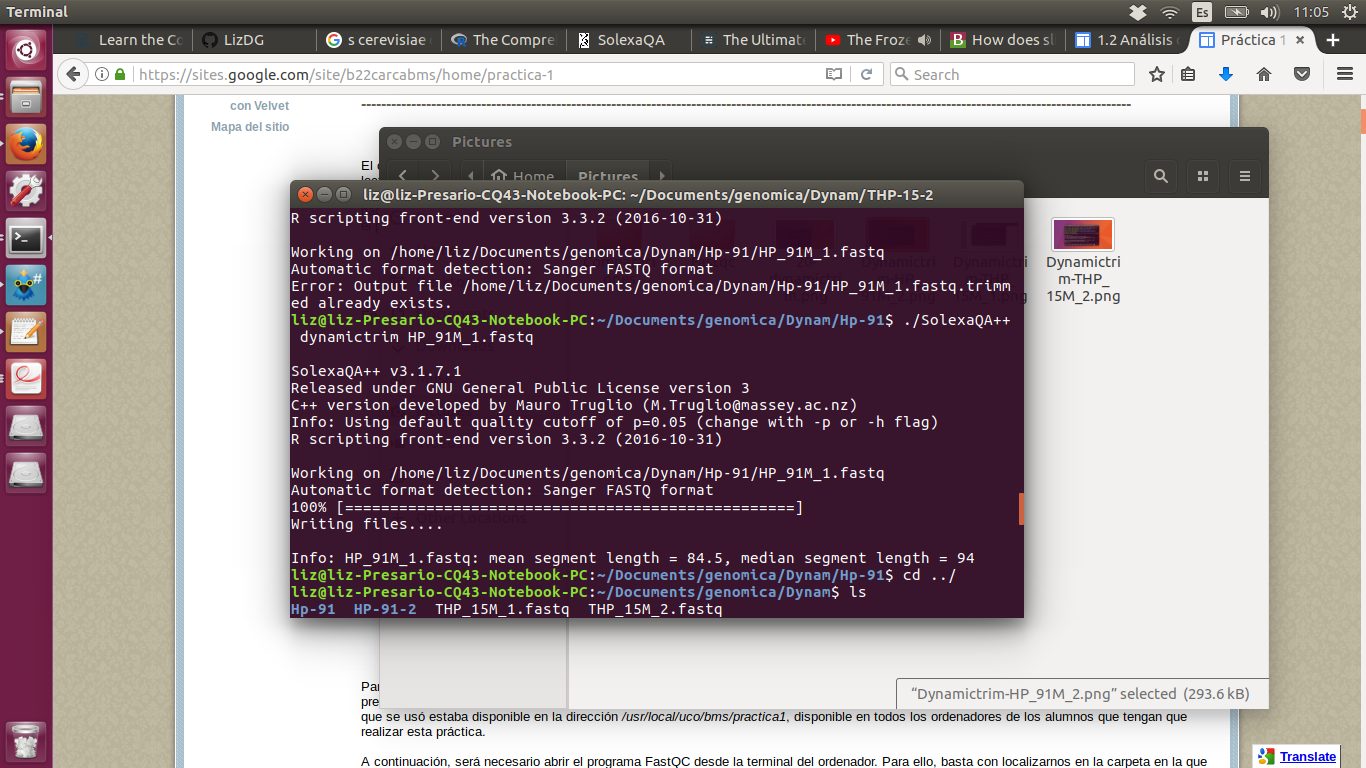 Terminal
Es
11:05
Learn the Co
LizDG
s cerevisiae
The Compre
SolexaQA
The Ultimat
The Froze
How does sl
1.2 Análisis
Práctica 1
https://sites.google.com/site/b22carcabms/home/practica-1
Search
con Velvet
Mapa del sitio
El
Pictures
Home
Pictures
liz@liz-Presario-CQ43-Notebook-PC: ~/Documents/genomica/Dynam/THP-15-2
R scripting front-end version 3.3.2 (2016-10-31)
Working on /home/liz/Documents/genomica/Dynam/Hp-91/HP_91M_1.fastq
Automatic format detection: Sanger FASTQ format
Error: Output file /home/liz/Documents/genomica/Dynam/Hp-91/HP_91M_1.fastq.trimm
ed already exists.
liz@liz-Presario-CQ43-Notebook-PC:~/Documents/genomica/Dynam/Hp-91$ ./SolexaQA++
dynamictrim HP_91M_1.fastq
SolexaQA++ v3.1.7.1
Released under GNU General Public License version 3
C++ version developed by Mauro Truglio (M.Truglio@massey.ac.nz)
Info: Using default quality cutoff of p=0.05 (change with -p or -h flag)
R scripting front-end version 3.3.2 (2016-10-31)
Working on /home/liz/Documents/genomica/Dynam/Hp-91/HP_91M_1.fastq
Automatic format detection: Sanger FASTQ format
100% [==================================================]
Writing files....
Info: HP_91M_1.fastq: mean segment length = 84.5, median segment length = 94
liz@liz-Presario-CQ43-Notebook-PC:~/Documents/genomica/Dynam/Hp-91$ cd ../
liz@liz-Presario-CQ43-Notebook-PC:~/Documents/genomica/Dynam$ ls
Hp-91 HP-91-2 THP_15M_1.fastq THP_15M_2.fastq
Dynamictri
m-THP_
15M_2.png
"Dynamictrim-HP_91M_2.png" selected (293.6 kB)
Par
pre
que se usó estaba disponible en la dirección /usr/local/uco/bms/practica1, disponible en todos los ordenadores de los alumnos que tengan que
realizar esta práctica.
A continuación, será necesario abrir el programa FastQC desde la terminal del ordenador. Para ello, basta con localizarnos en la carpeta en la que
Translate